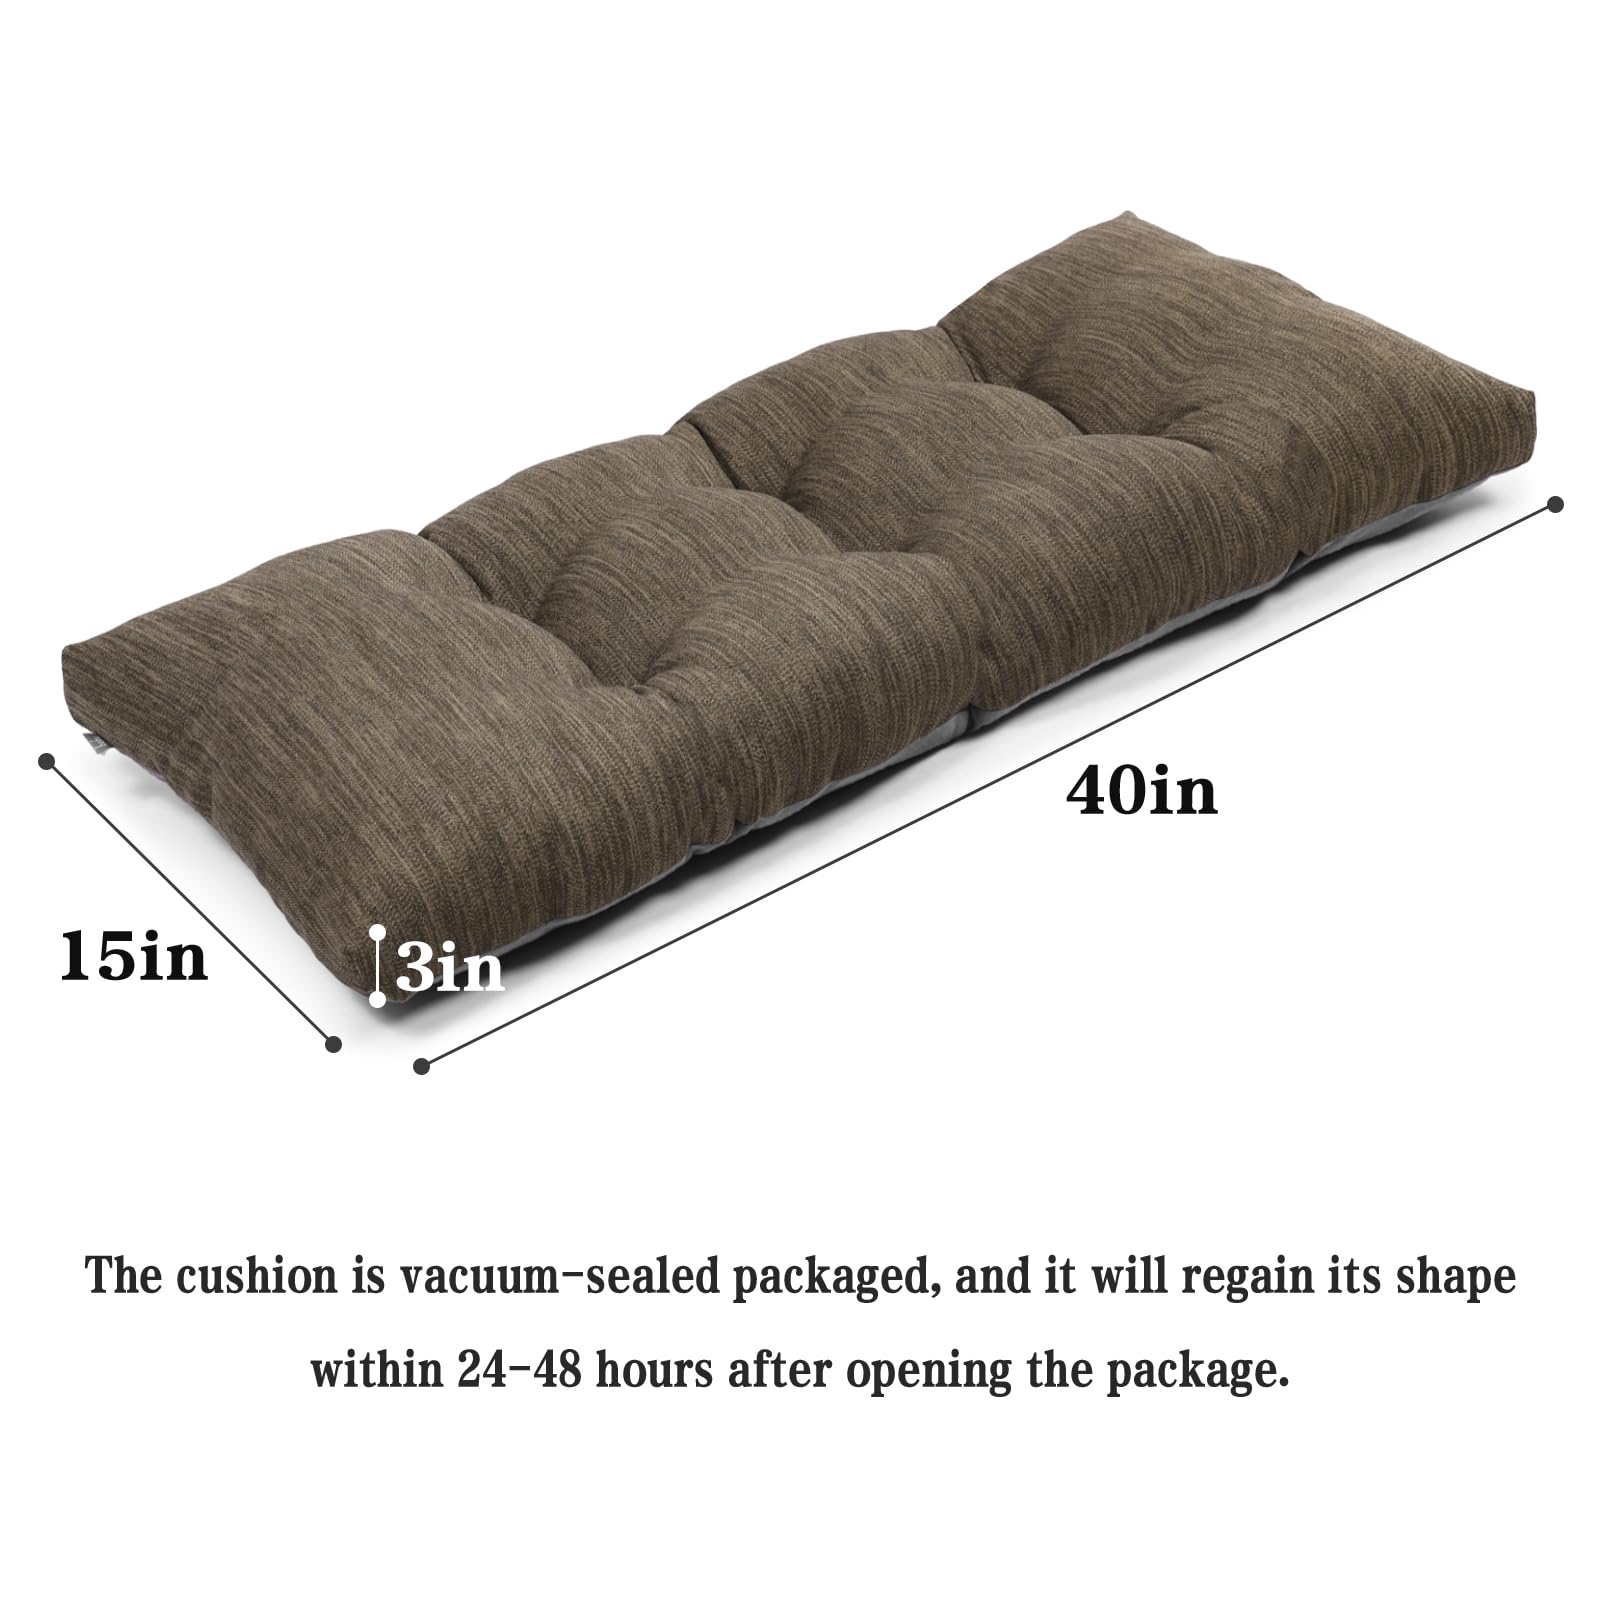 40in
15in
3in
The cushion is vacuum-sealed packaged, and it will regain its shape
within 24-48 hours after opening the package.